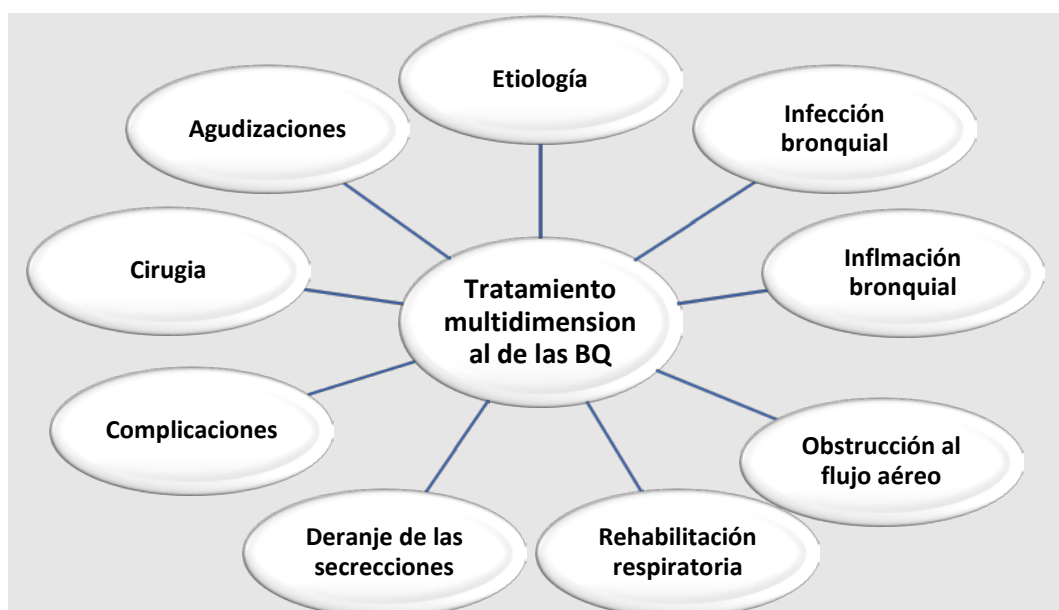 Etiología
Agudizaciones
Infección
bronquial
Cirugia
Inflmación
bronquial
Tratamiento
multidimension
al de las BQ
Complicaciones
Obstrucción al
flujo aéreo
Deranje de las
secrecciones
Rehabilitación
respiratoria